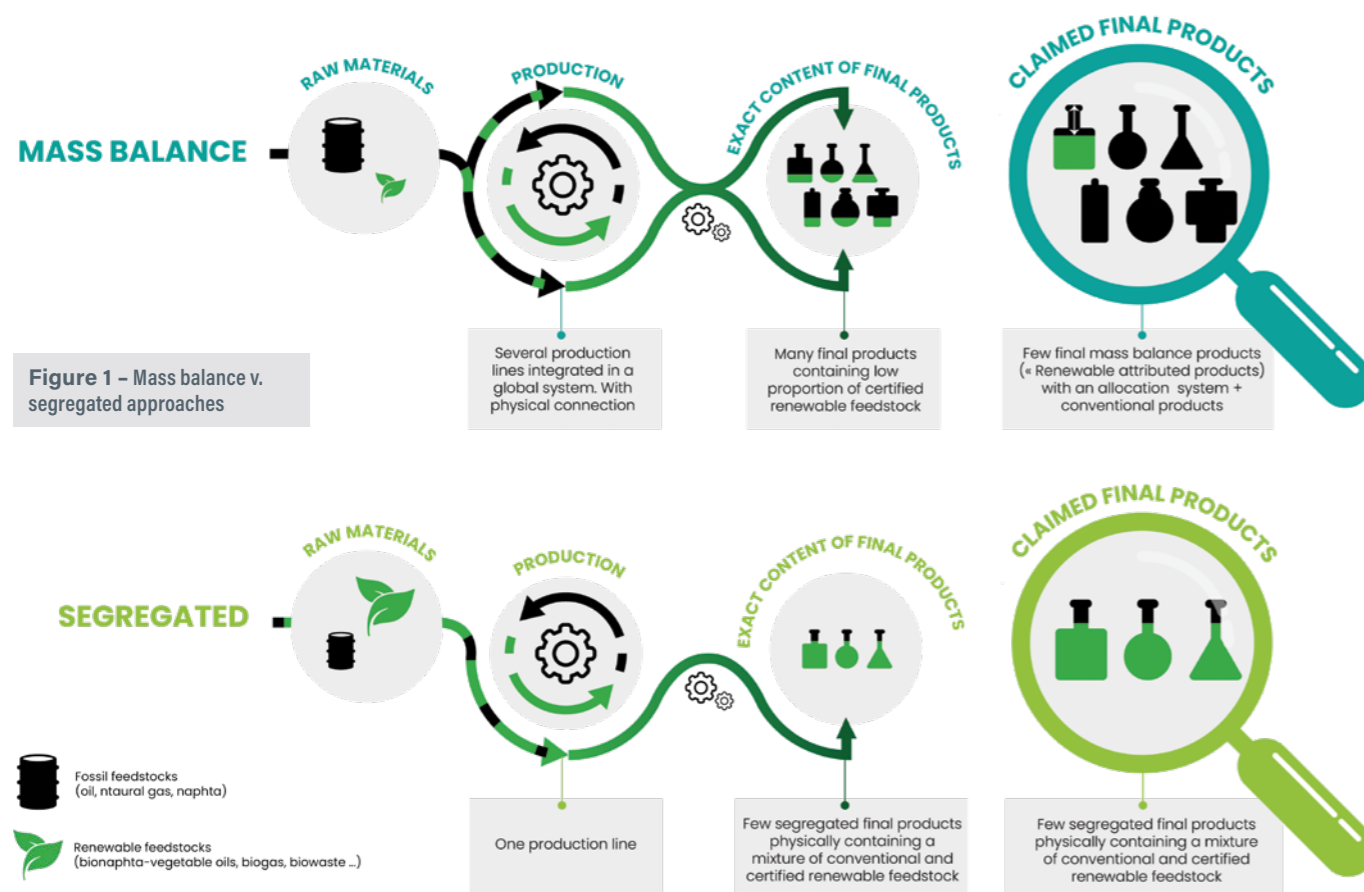 RAW MATERIALS
PRODUCTION
EXACT CONTENT OF FINAL PRODUCTS
CLAIMED FINAL PRODUCTS
MASS BALANCE
Several production
lines integrated in a
global system. With
physical connection
Many final products
containing low
proportion of certified
renewable feedstock
Few final mass balance products
(« Renewable attributed products)
with an allocation system +
conventional products
Figure 1 – Mass balance v.
segregated approaches
RAW MATERIALS
PRODUCTION
EXACT CONTENT OF FINAL PRODUCTS
CLAIMED FINAL PRODUCTS
SEGREGATED
One production line
Few segregated final products
physically containing a
mixture of conventional and
certified renewable feedstock
Few segregated final products
physically containing a mixture
of conventional and certified
renewable feedstock
Fossil feedstocks
(oil, ntaural gas, naphta)
Renewable feedstocks
(bionaphta-vegetable oils, biogas, biowaste ...)